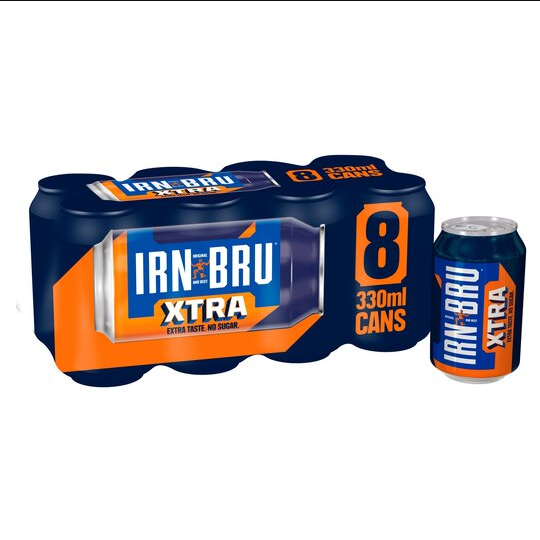 IRN BRU
XTRA
8
330ml
CANS
IRN BRU
ORIGINAL
AND BEST
XTRA
EXTRA TASTE. NO SUGAR.
8
330ml
CANS
IRN BRU
XTRA
EXTRA TASTE. NO SUGAR.